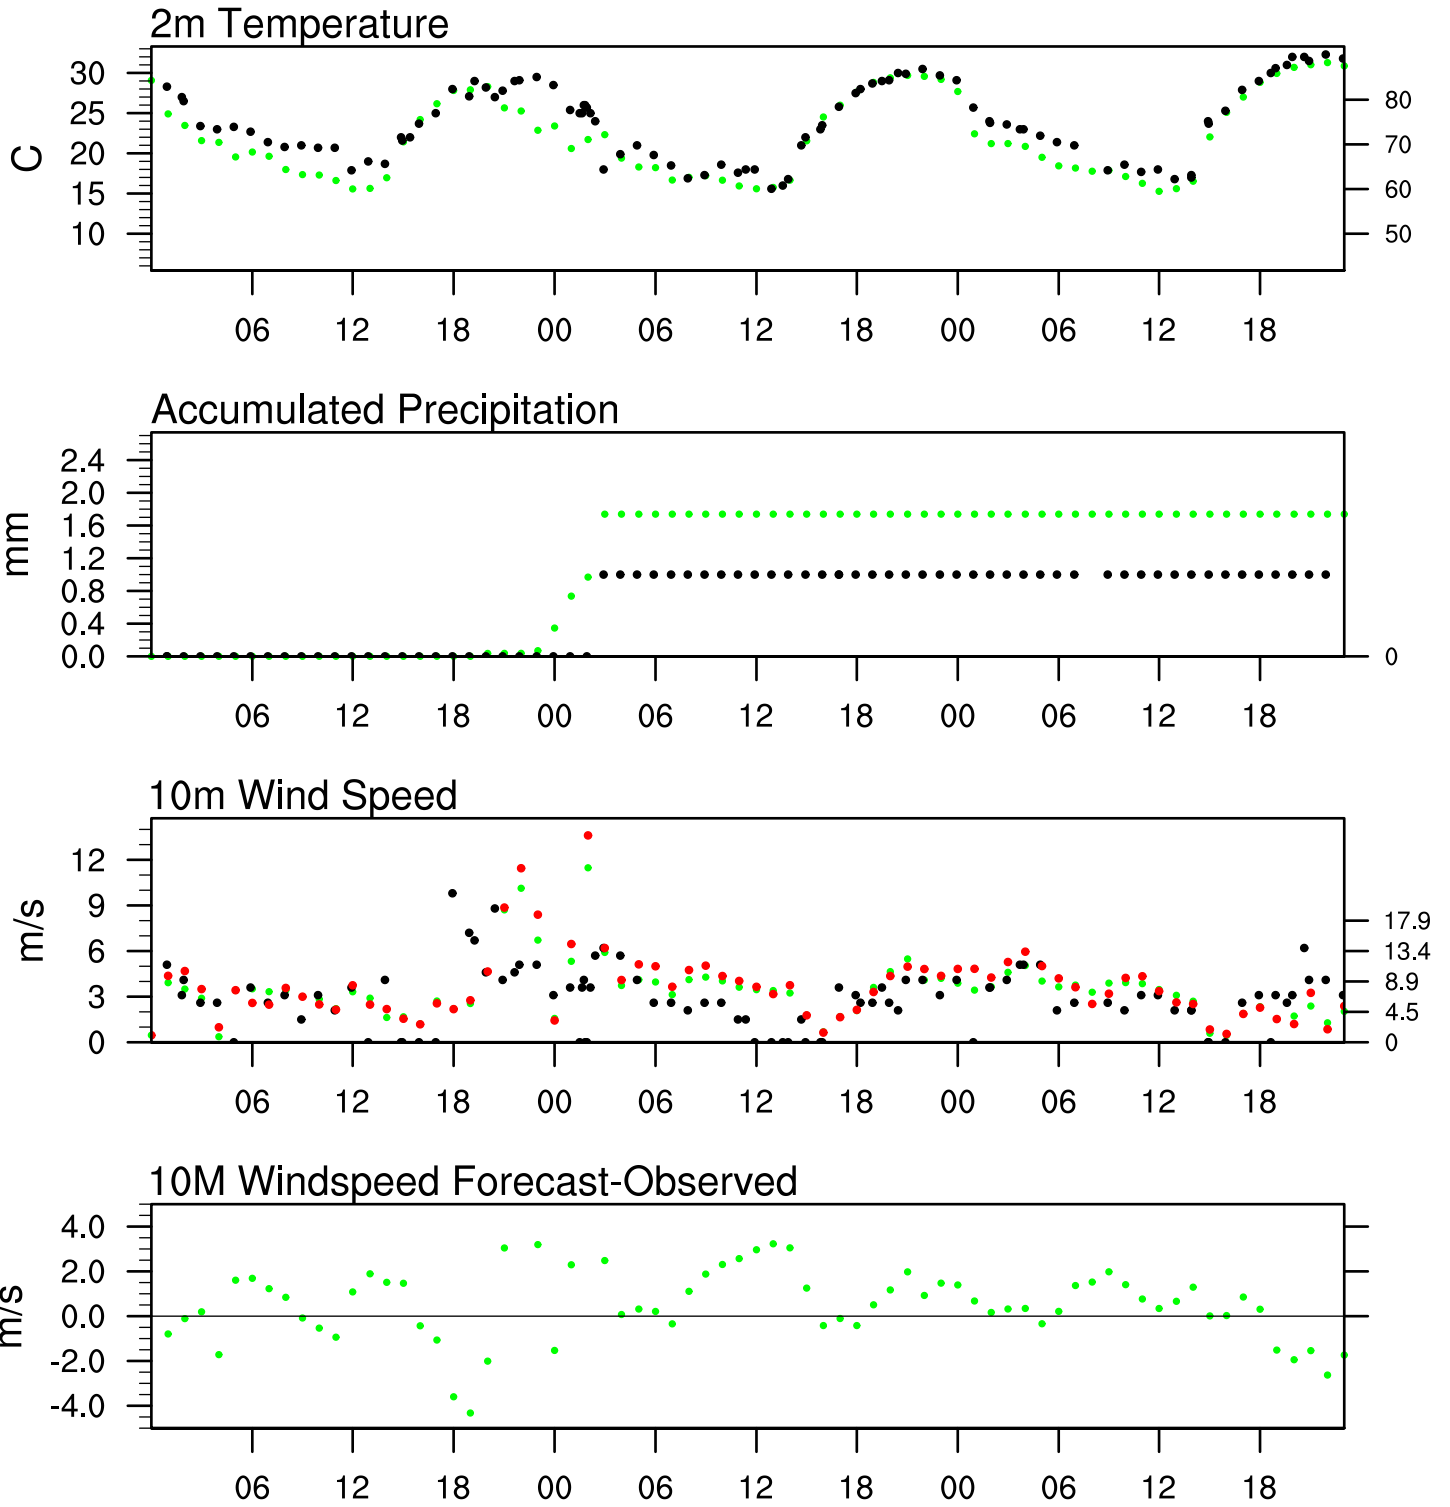 2m Temperature
30
25
20
15
10
C
80
70
60
50
06 12 18 00 06 12 18 00 06 12 18
Accumulated Precipitation
2.4
2.0
1.6
1.2
0.8
0.4
0.0
mm
0
06 12 18 00 06 12 18 00 06 12 18
10m Wind Speed
12
9
6
3
0
m/s
17.9
13.4
8.9
4.5
0
06 12 18 00 06 12 18 00 06 12 18
10M Windspeed Forecast-Observed
4.0
2.0
0.0
-2.0
-4.0
m/s
06 12 18 00 06 12 18 00 06 12 18